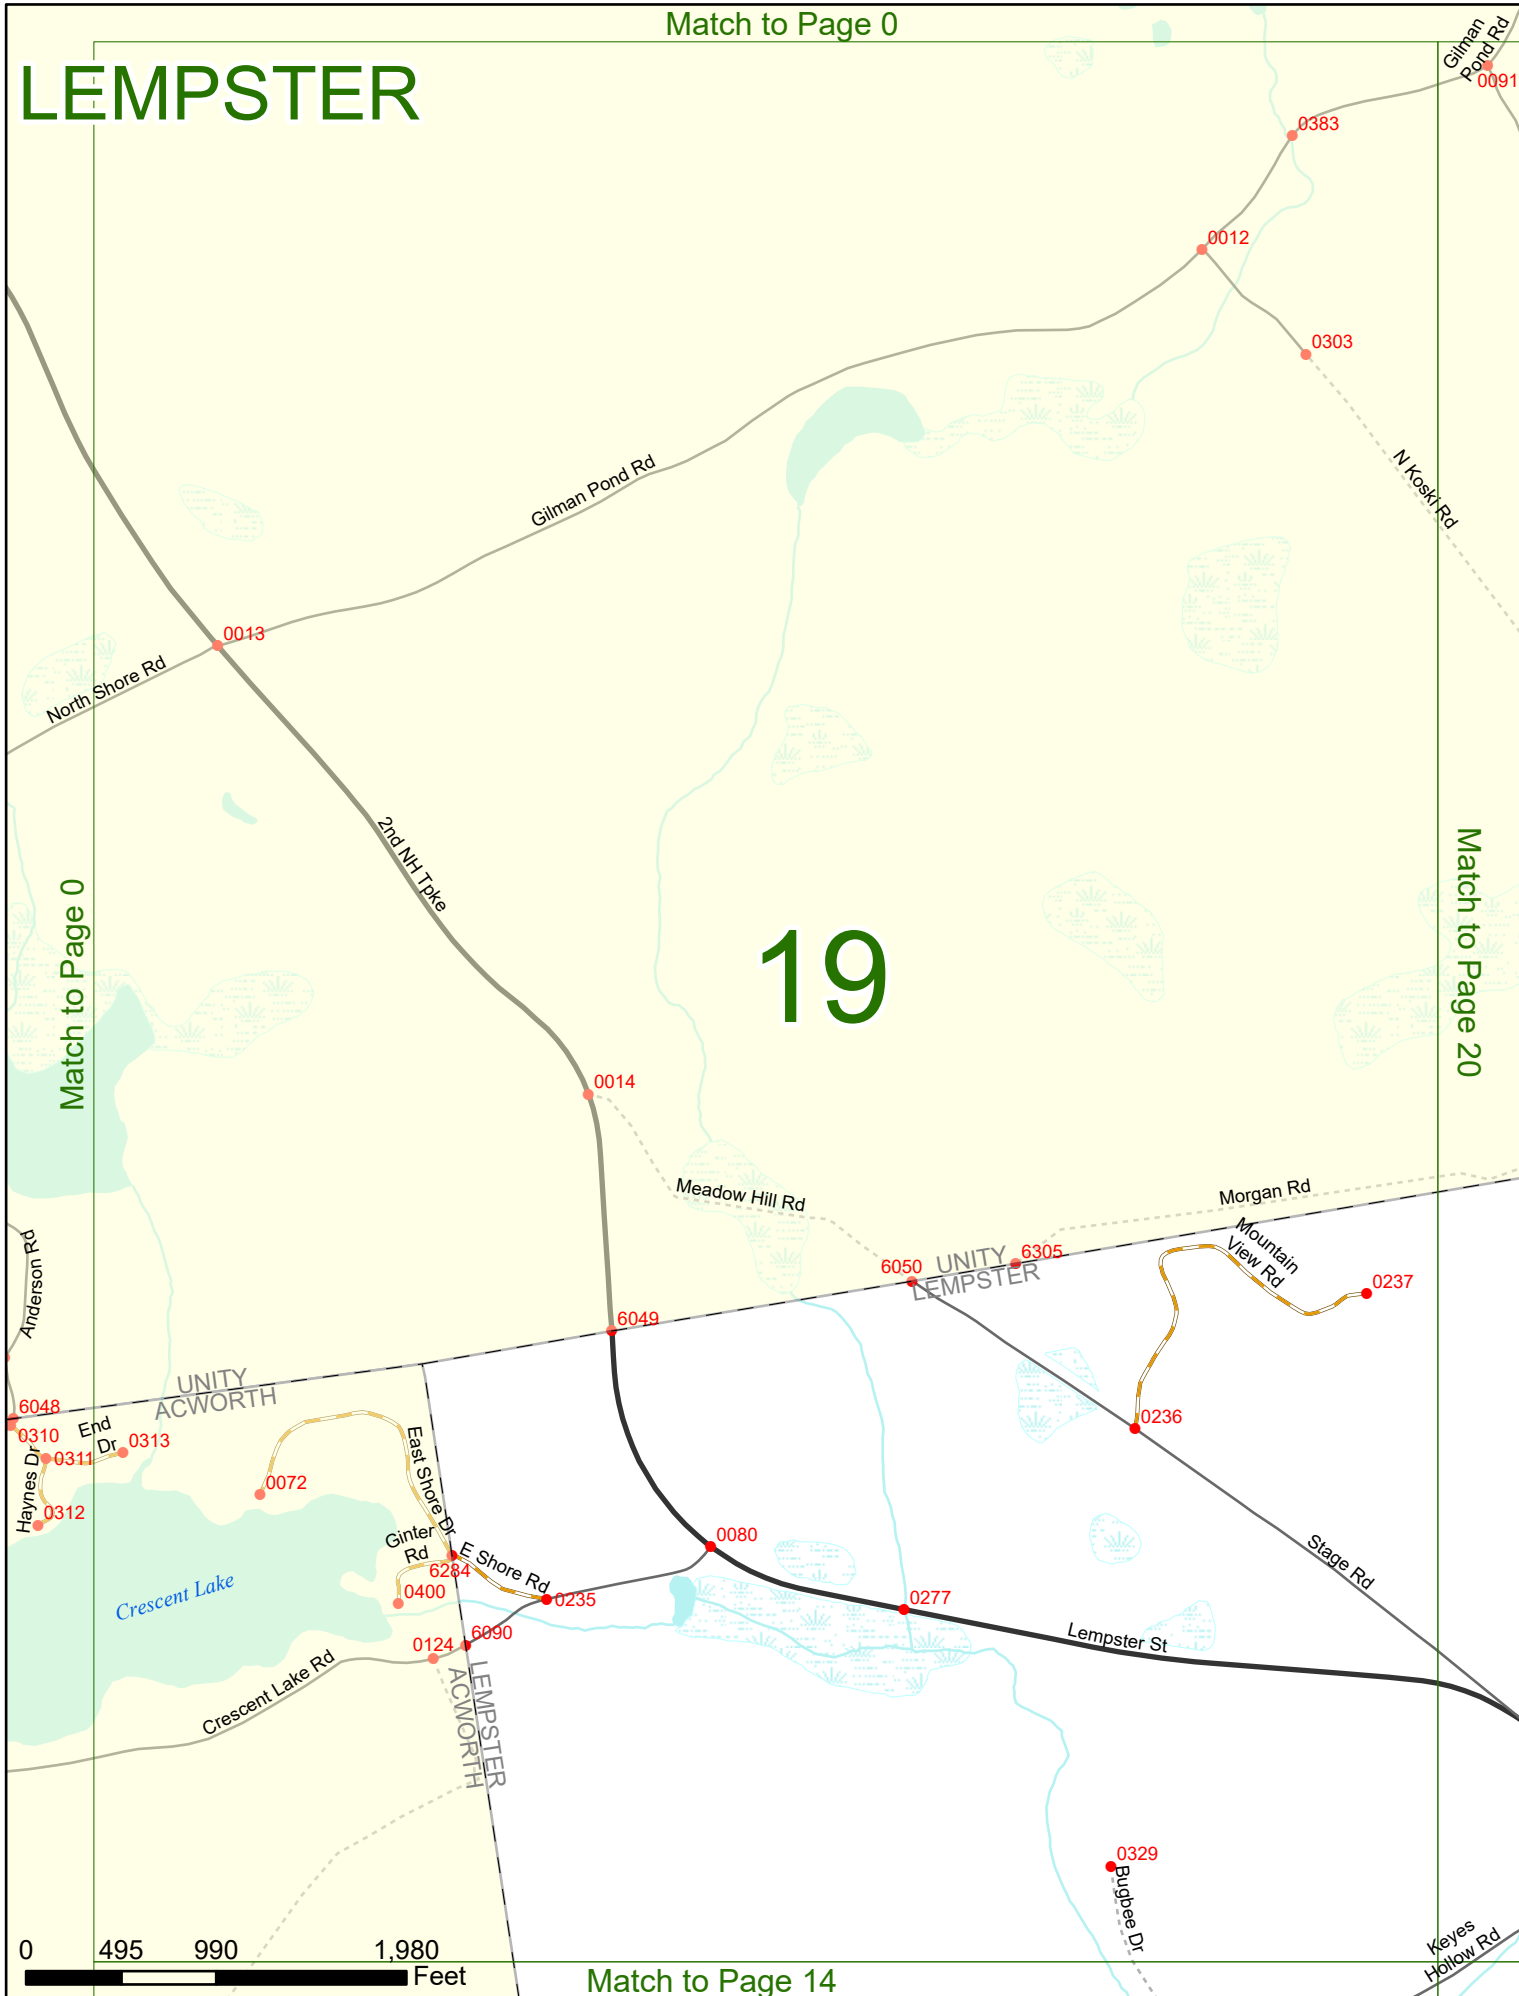 Match to Page 0
LEMPSTER
Gilman
Pond Rd
0091
0383
0012
0303
N Koski Rd
Gilman Pond Rd
0013
North Shore Rd
2nd NH Tpke
Match to Page 0
19
Match to Page 20
0014
Meadow Hill Rd
Morgan Rd
Mountain
View Rd
6305
6050
UNITY
LEMPSTER
0237
Anderson Rd
6049
UNITY
ACWORTH
6048
0310
End
Dr
0313
0311
Haynes Dr
0312
0072
East Shore Dr
0236
Ginter
Rd
6284
E Shore Rd
0400
0235
0080
0277
Stage Rd
Crescent Lake
Lempster St
0124
6090
Crescent Lake Rd
LEMPSTER
ACWORTH
0329
Bugbee Dr
Keyes
Hollow Rd
0 495 990 1,980
Feet
Match to Page 14